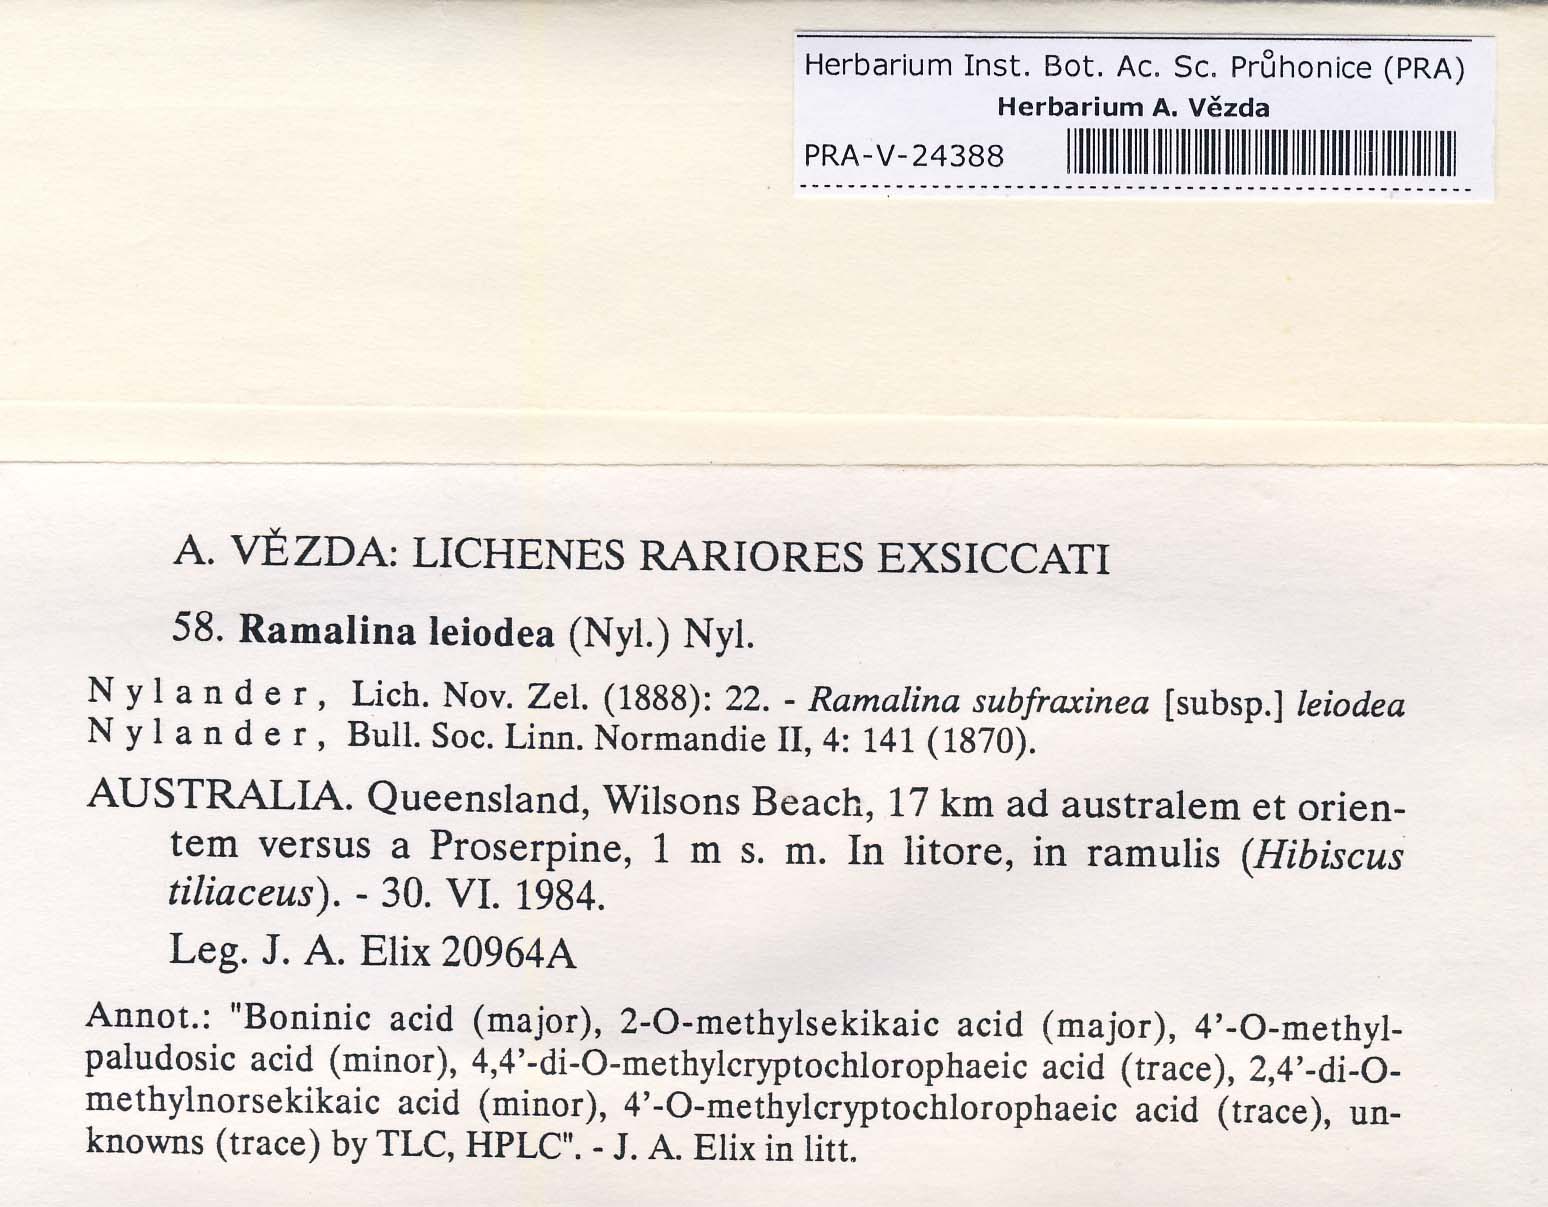 Herbarium Inst. Bot. Ac. Sc. Průhonice (PRA)
Herbarium A. Vězda
PRA-V-24388
A. VĚZDA: LICHENES RARIORES EXSICCATI
58. Ramalina leiodea (Nyl.) Nyl.
Nylander, Lich. Nov. Zel. (1888): 22. - Ramalina subfraxinea [subsp.] leiodea
Nylander, Bull. Soc. Linn. Normandie II, 4: 141 (1870).
AUSTRALIA. Queensland, Wilsons Beach, 17 km ad australem et orien-
tem versus a Proserpine, 1 m s. m. In litore, in ramulis (Hibiscus
tiliaceus). - 30. VI. 1984.
Leg. J. A. Elix 20964A
Annot.: "Boninic acid (major), 2-O-methylsekikaic acid (major), 4'-O-methyl-
paludosic acid (minor), 4,4'-di-O-methylcryptochlorophaeic acid (trace), 2,4'-di-O-
methylnorsekikaic acid (minor), 4'-O-methylcryptochlorophaeic acid (trace), un-
knowns (trace) by TLC, HPLC". - J. A. Elix in litt.